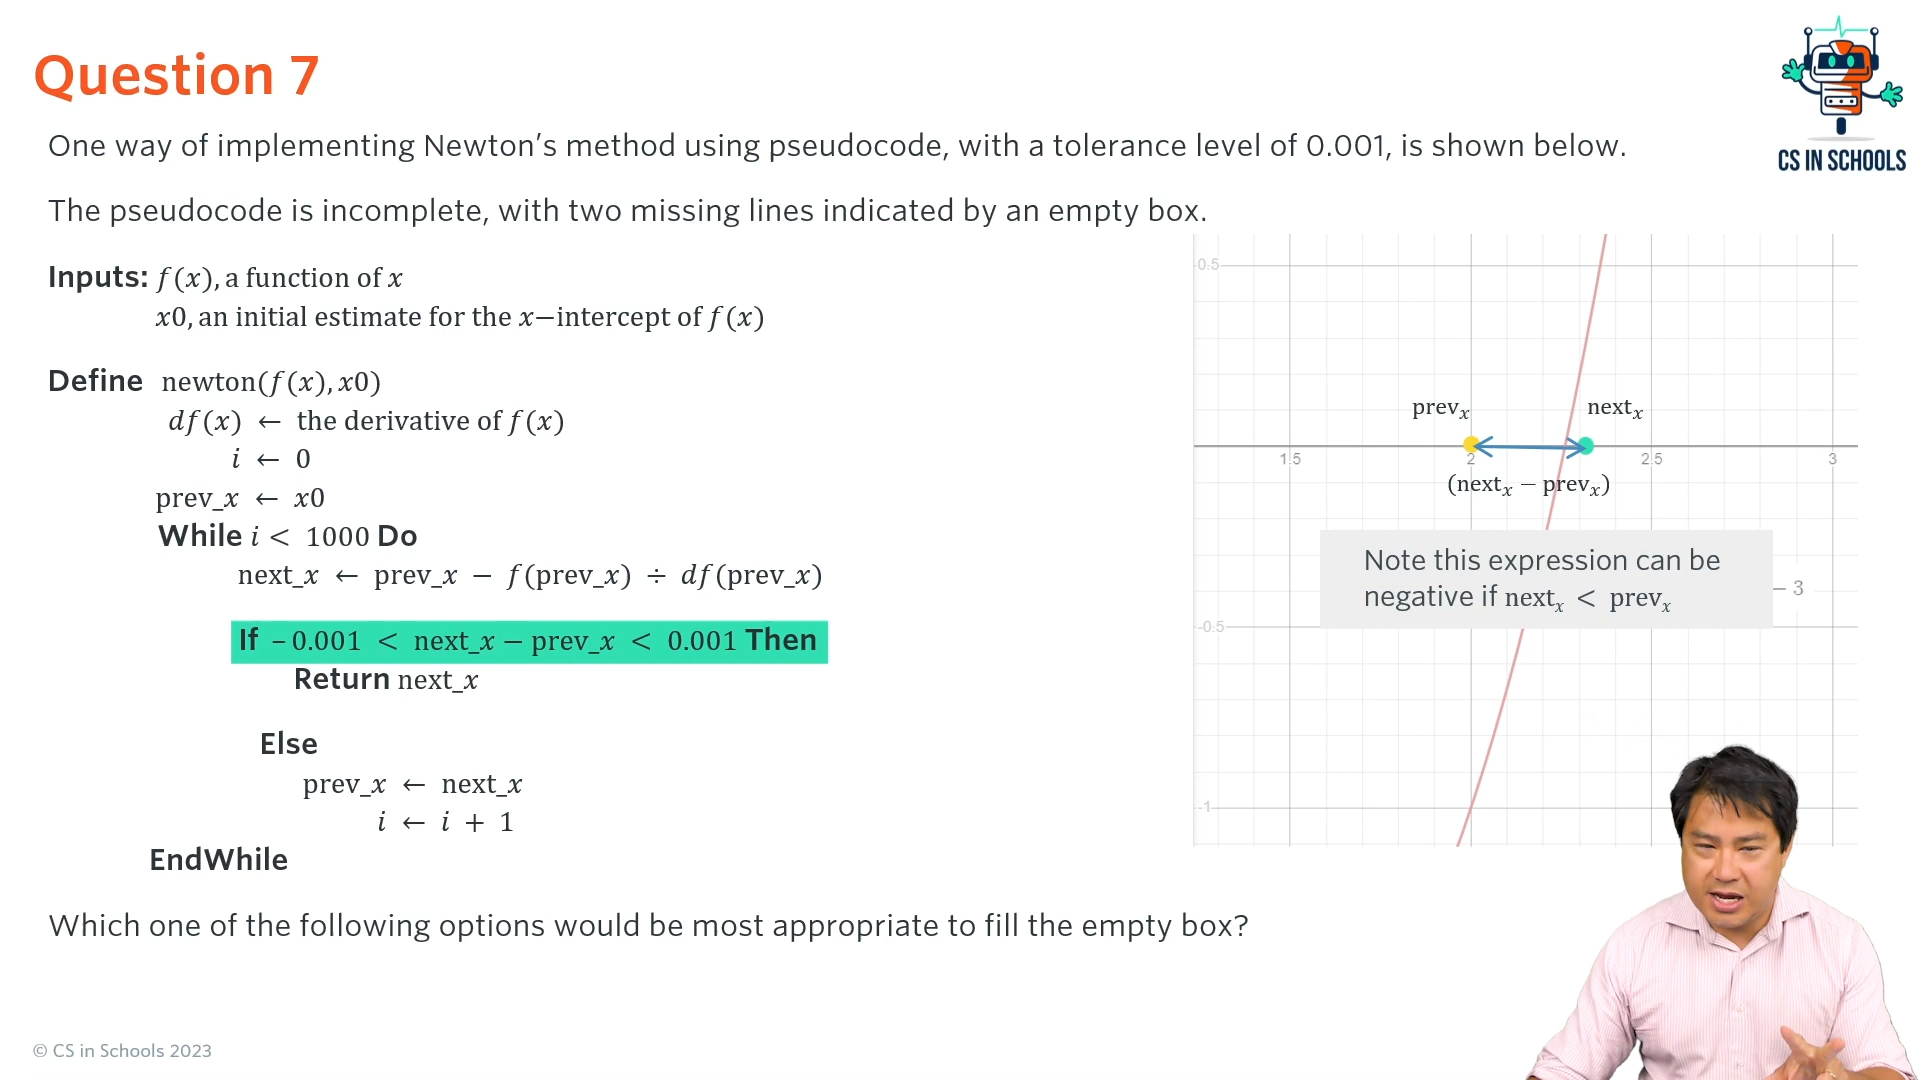 Question 7
CS IN SCHOOLS
One way of implementing Newton’s method using pseudocode, with a tolerance level of 0.001, is shown below.
The pseudocode is incomplete, with two missing lines indicated by an empty box.
Inputs: f(x), a function of x
x0, an initial estimate for the x−intercept of f(x)
Define newton(f(x), x0)
df(x) ← the derivative of f(x)
i ← 0
prev_x ← x0
While i < 1000 Do
next_x ← prev_x − f(prev_x) ÷ df(prev_x)
If −0.001 < next_x − prev_x < 0.001 Then
Return next_x
Else
prev_x ← next_x
i ← i + 1
EndWhile
0.5
prevₓ nextₓ
1.5 2 2.5 3
(nextₓ − prevₓ)
Note this expression can be
negative if nextₓ < prevₓ
− 3
-0.5
-1
Which one of the following options would be most appropriate to fill the empty box?
© CS in Schools 2023